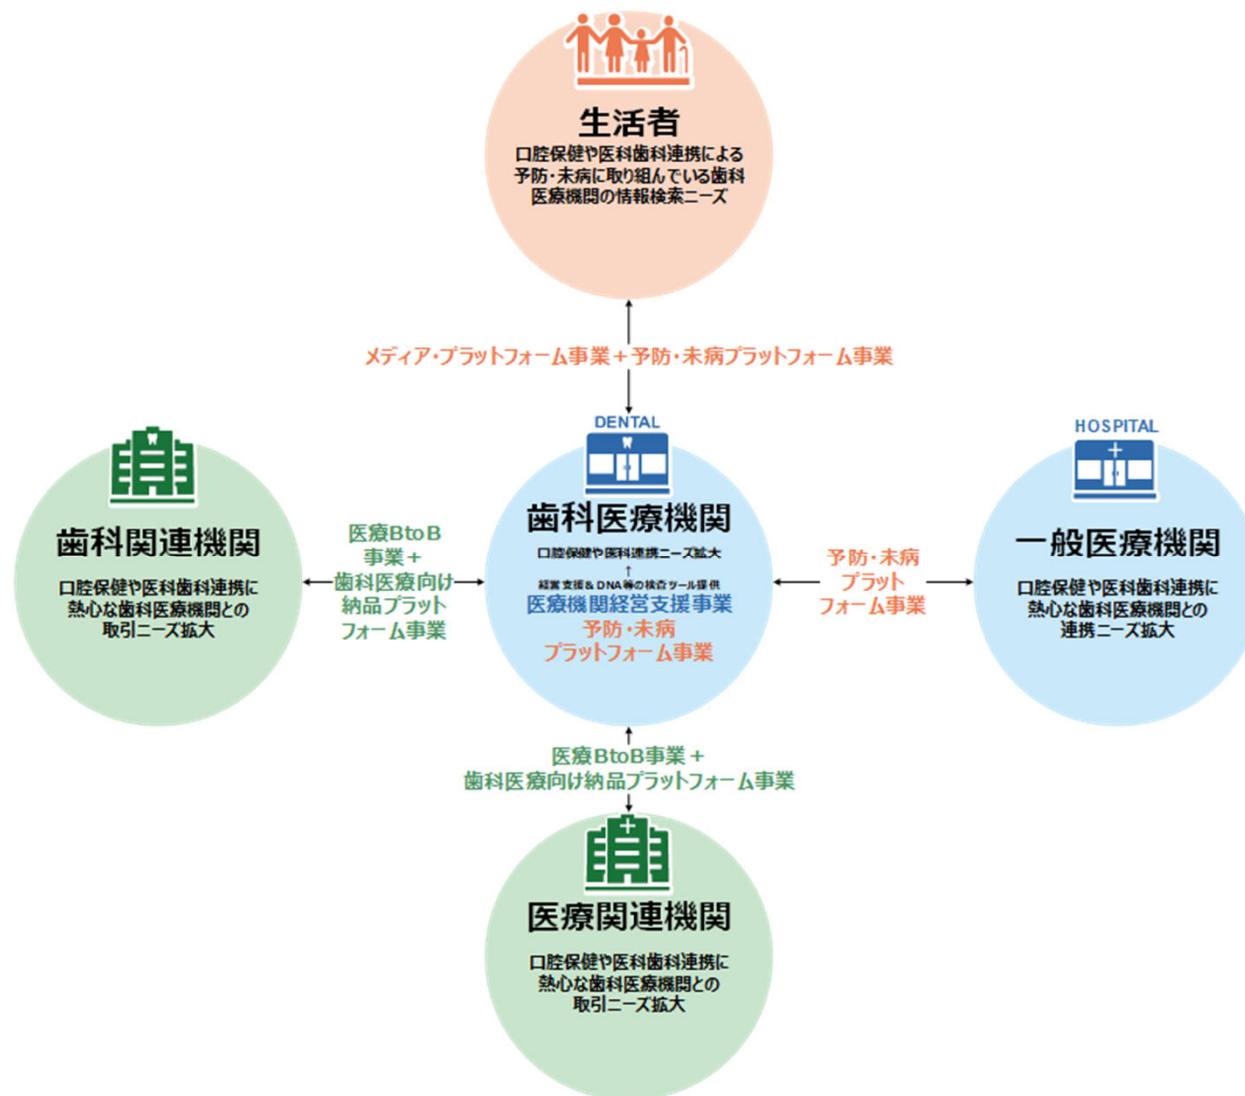 生活者
口腔保健や医科歯科連携による
予防・未病に取り組んでいる歯科
医療機関の情報検索ニーズ
メディア・プラットフォーム事業＋予防・未病プラットフォーム事業
歯科関連機関
口腔保健や医科歯科連携に
熱心な歯科医療機関との
取引ニーズ拡大
医療BtoB
事業＋
歯科医療向け
納品プラット
フォーム事業
DENTAL
歯科医療機関
口腔保健や医科連携ニーズ拡大
↑
経営支援＆DNA等の検査ツール提供
医療機関経営支援事業
予防・未病
プラットフォーム事業
予防・未病
プラット
フォーム事業
HOSPITAL
一般医療機関
口腔保健や医科歯科連携に
熱心な歯科医療機関との
連携ニーズ拡大
医療BtoB事業＋
歯科医療向け納品プラットフォーム事業
医療関連機関
口腔保健や医科歯科連携に
熱心な歯科医療機関との
取引ニーズ拡大